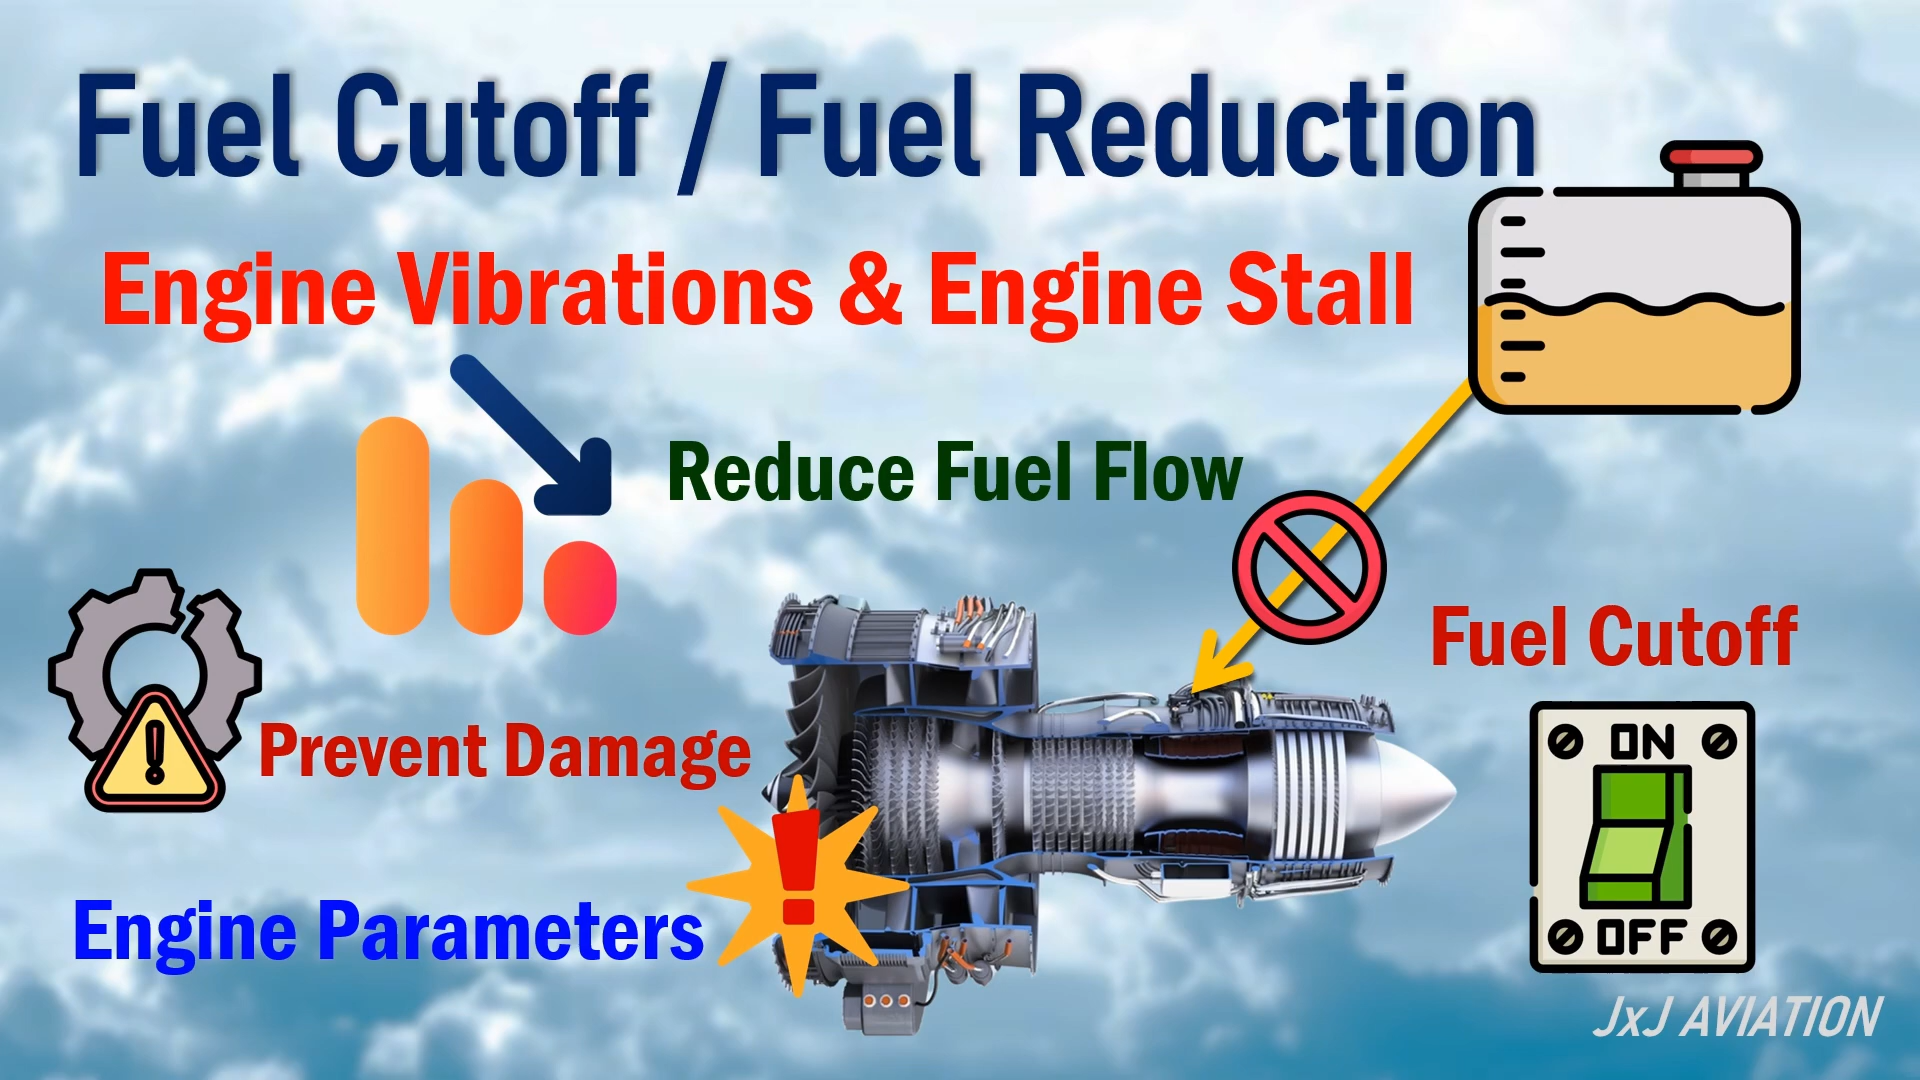 Fuel Cutoff / Fuel Reduction
Engine Vibrations & Engine Stall
Reduce Fuel Flow
Fuel Cutoff
Prevent Damage
ON
OFF
Engine Parameters
JxJ AVIATION